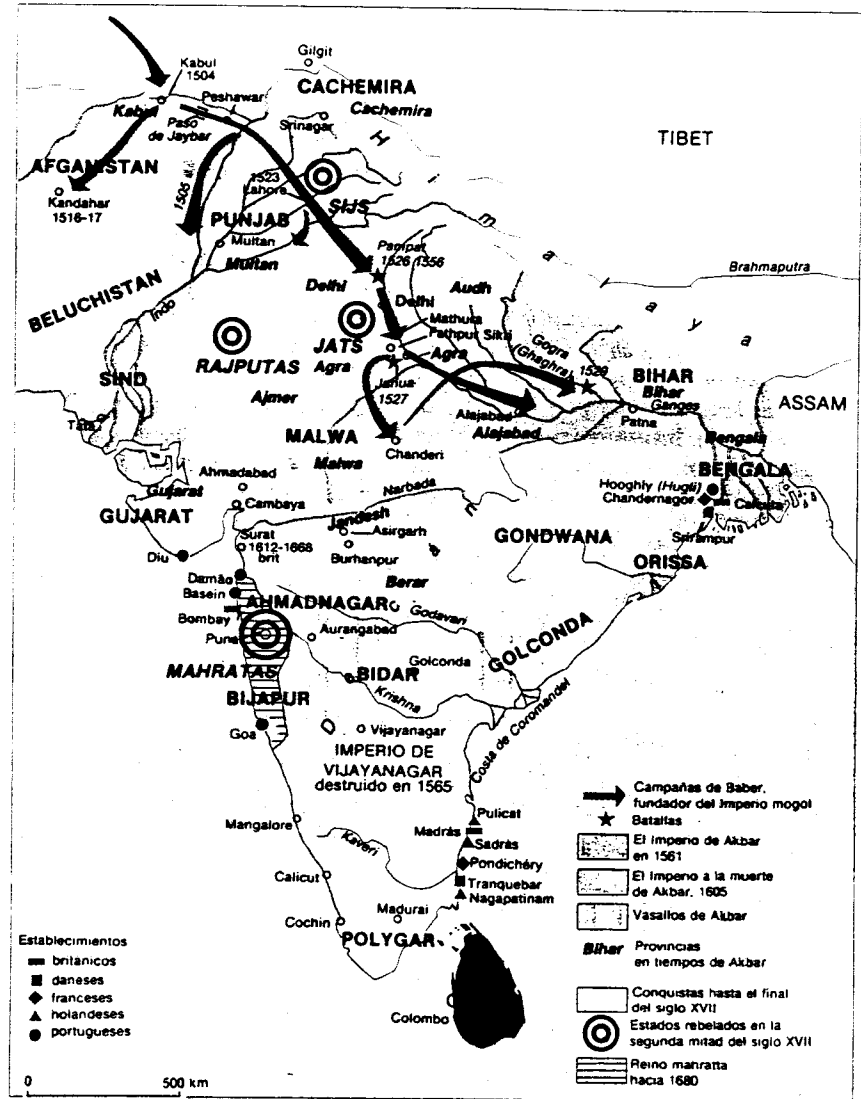 Gilgit
Kabul
1504
CACHEMIRA
Peshawar
Cachemira
Kabul
Paso
de Jaybar
Srinagar
TIBET
H i m a l a y a
AFGANISTAN
1523
Lahore
SIJS
Kandahar
1516-17
1505
PUNJAB
Multan
Multan
Panipat
1526 1556
Brahmaputra
BELUCHISTAN
Indo
Delhi
Audh
Delhi
Mathura
Fathpur Sikri
JATS
RAJPUTAS
Agra
Agra
Gogra
(Ghaghra)
1529
SIND
BIHAR
Bihar
Ganges
ASSAM
Ajmer
1527
Tata
Alajabad
Alajabad
Patna
MALWA
Malwa
Chanderi
Bengala
BENGALA
Ahmadabad
Gujarat
Cambaya
GUJARAT
Narbada
Hooghly (Hugli)
Chandernagor
Calcuta
Srirampur
Jandesh
Asirgarh
Burhanpur
GONDWANA
ORISSA
Surat
1612-1668
brit
Diu
Damão
Basein
Berar
AHMADNAGAR
Godavari
Bombay
Pune
Aurangabad
GOLCONDA
Golconda
MAHRATAS
BIDAR
BIJAPUR
Krishna
Goa
D
Vijayanagar
IMPERIO DE
VIJAYANAGAR
destruido en 1565
Costa de Coromandel
Mangalore
Kaveri
Pulicat
Madrás
Sadrás
Pondichéry
Tranquebar
Nagapatinam
Calicut
Cochin
Madurai
POLYGAR
Colombo
Campañas de Baber,
fundador del Imperio mogol
Batallas
El Imperio de Akbar
en 1561
El Imperio a la muerte
de Akbar, 1605
Vasallos de Akbar
Bihar Provincias
en tiempos de Akbar
Conquistas hasta el final
del siglo XVII
Estados rebelados en la
segunda mitad del siglo XVII
Reino mahratta
hacia 1680
Establecimientos
británicos
daneses
franceses
holandeses
portugueses
0 500 km